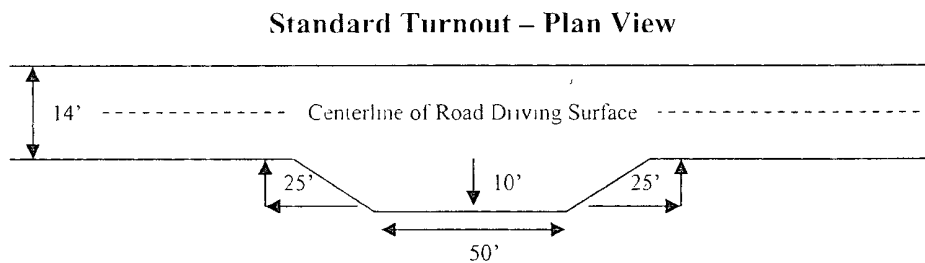 Standard Turnout – Plan View
14'
Centerline of Road Driving Surface
25'
10'
25'
50'